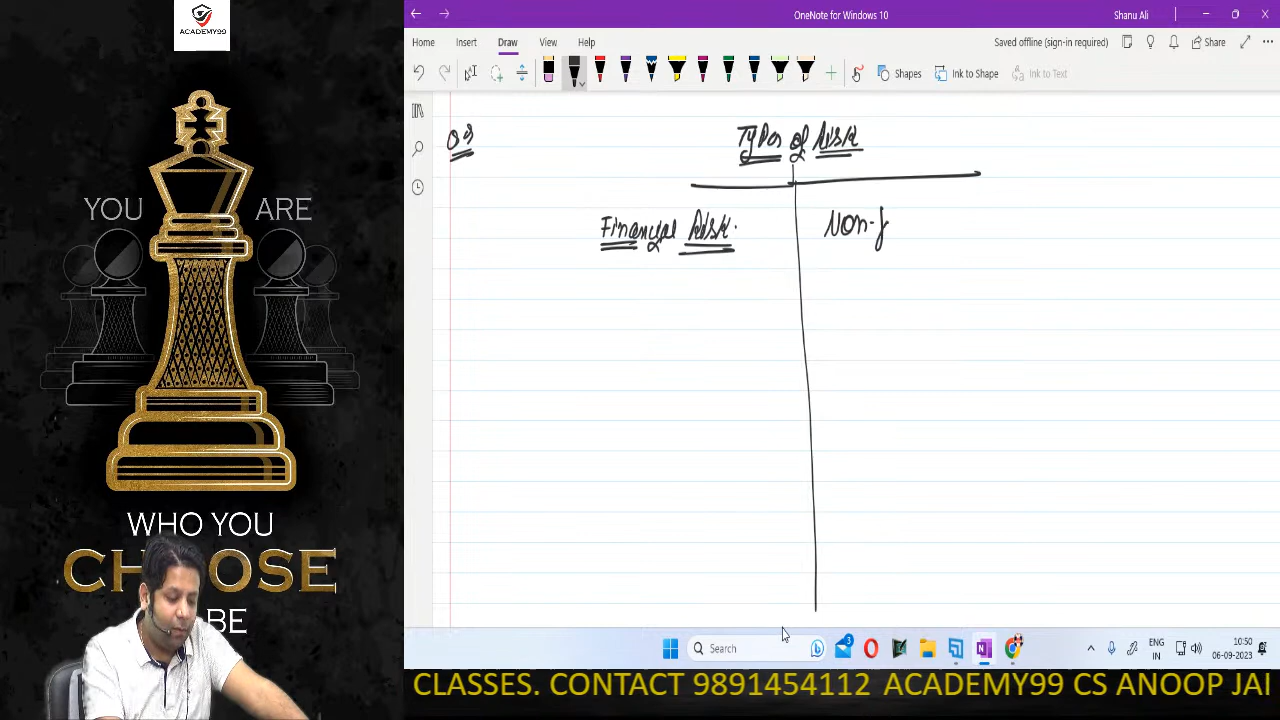 ACADEMY99
YOU ARE
WHO YOU
CHOOSE
BE
OneNote for Windows 10
Shanu Ali
Home Insert Draw View Help
Saved offline (sign-in required)
Share
Shapes
Ink to Shape
Ink to Text
Types of Risk
Financial Risk.
Non-f
Search
3
ENG
IN
10:50
06-09-2023
CLASSES. CONTACT 9891454112 ACADEMY99 CS ANOOP JAI